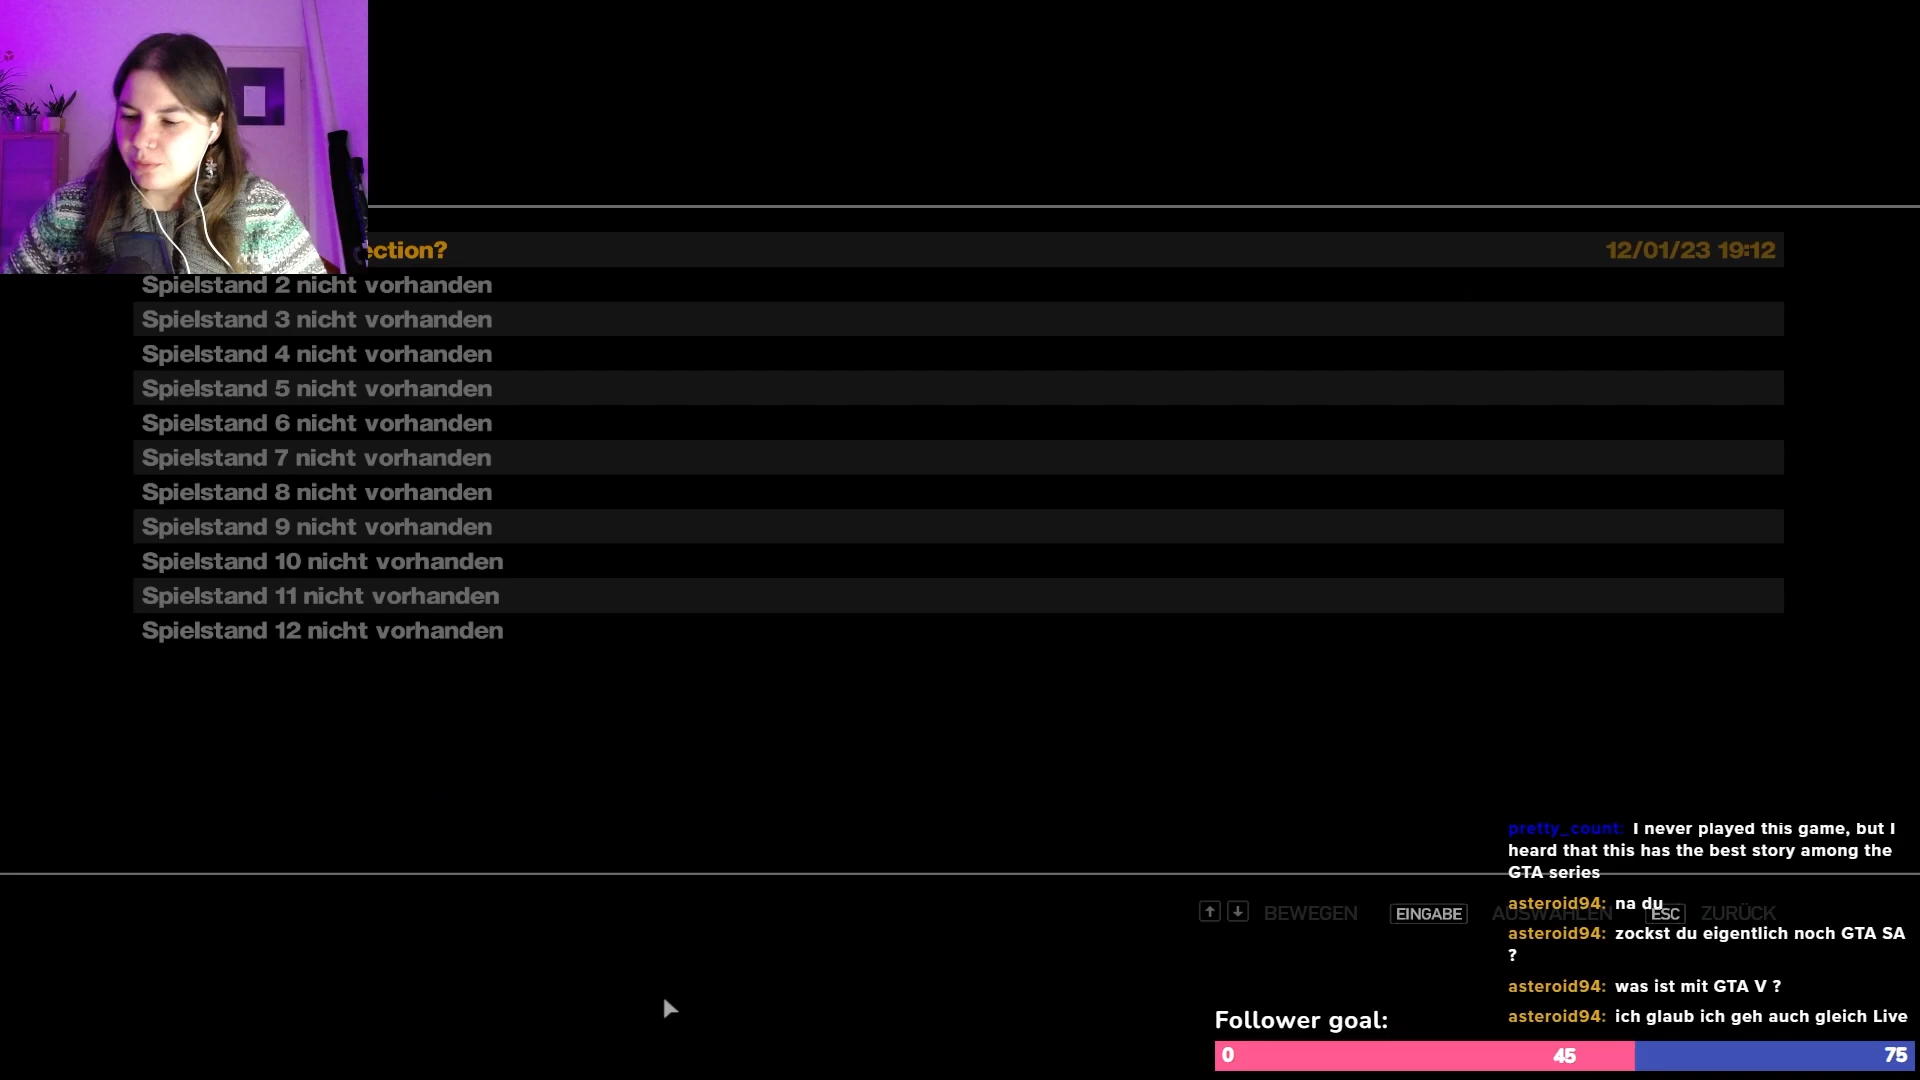 ection? 12/01/23 19:12
Spielstand 2 nicht vorhanden
Spielstand 3 nicht vorhanden
Spielstand 4 nicht vorhanden
Spielstand 5 nicht vorhanden
Spielstand 6 nicht vorhanden
Spielstand 7 nicht vorhanden
Spielstand 8 nicht vorhanden
Spielstand 9 nicht vorhanden
Spielstand 10 nicht vorhanden
Spielstand 11 nicht vorhanden
Spielstand 12 nicht vorhanden
pretty_count: I never played this game, but I
heard that this has the best story among the
GTA series
BEWEGEN EINGABE AUSWÄHLEN ESC ZURÜCK
asteroid94: na du
asteroid94: zockst du eigentlich noch GTA SA
?
asteroid94: was ist mit GTA V ?
asteroid94: ich glaub ich geh auch gleich Live
Follower goal:
0 45 75